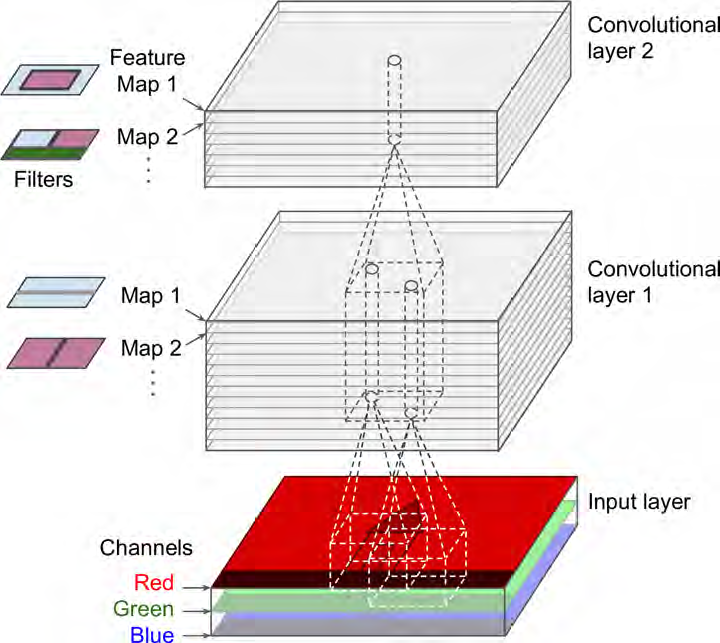 Convolutional
layer 2
Feature
Map 1
Map 2
Filters
Convolutional
layer 1
Map 1
Map 2
Input layer
Channels
Red
Green
Blue